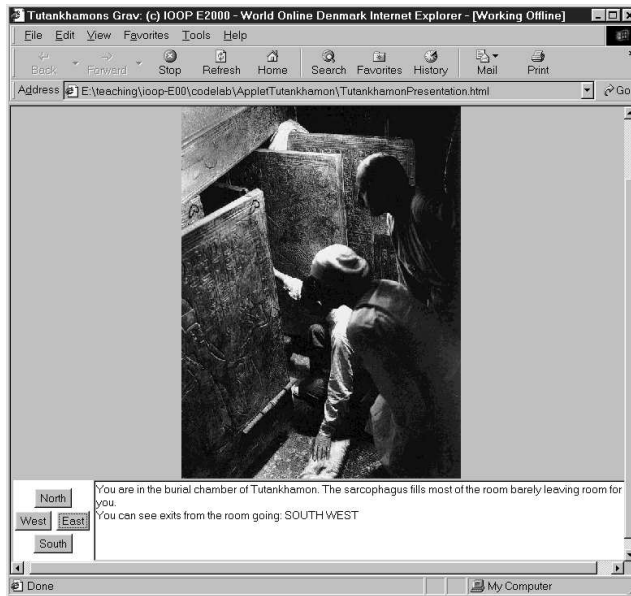 Tutankhamons Grav: (c) IOOP E2000 - World Online Denmark Internet Explorer - [Working Offline]
File Edit View Favorites Tools Help
Back Forward Stop Refresh Home Search Favorites History Mail Print
Address E:\teaching\ioop-E00\codelab\AppletTutankhamon\TutankhamonPresentation.html Go
North
West East
South
You are in the burial chamber of Tutankhamon. The sarcophagus fills most of the room barely leaving room for
you.
You can see exits from the room going: SOUTH WEST
Done My Computer